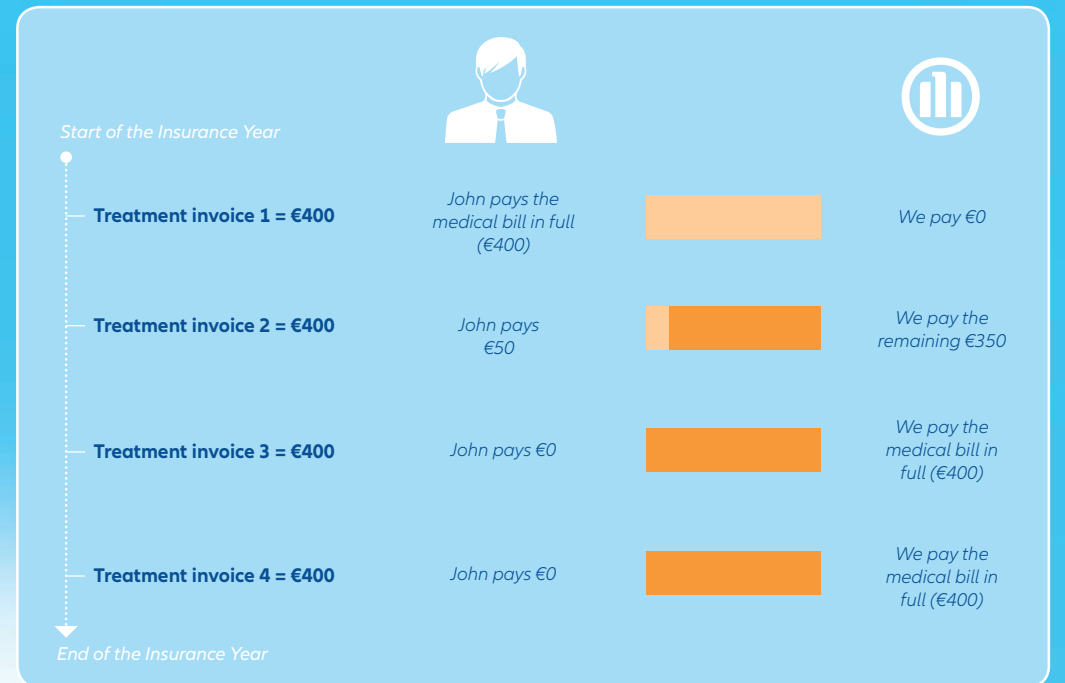 Start of the Insurance Year
Treatment invoice 1 = €400
John pays the
medical bill in full
(€400)
We pay €0
Treatment invoice 2 = €400
John pays
€50
We pay the
remaining €350
Treatment invoice 3 = €400
John pays €0
We pay the
medical bill in
full (€400)
Treatment invoice 4 = €400
John pays €0
We pay the
medical bill in
full (€400)
End of the Insurance Year